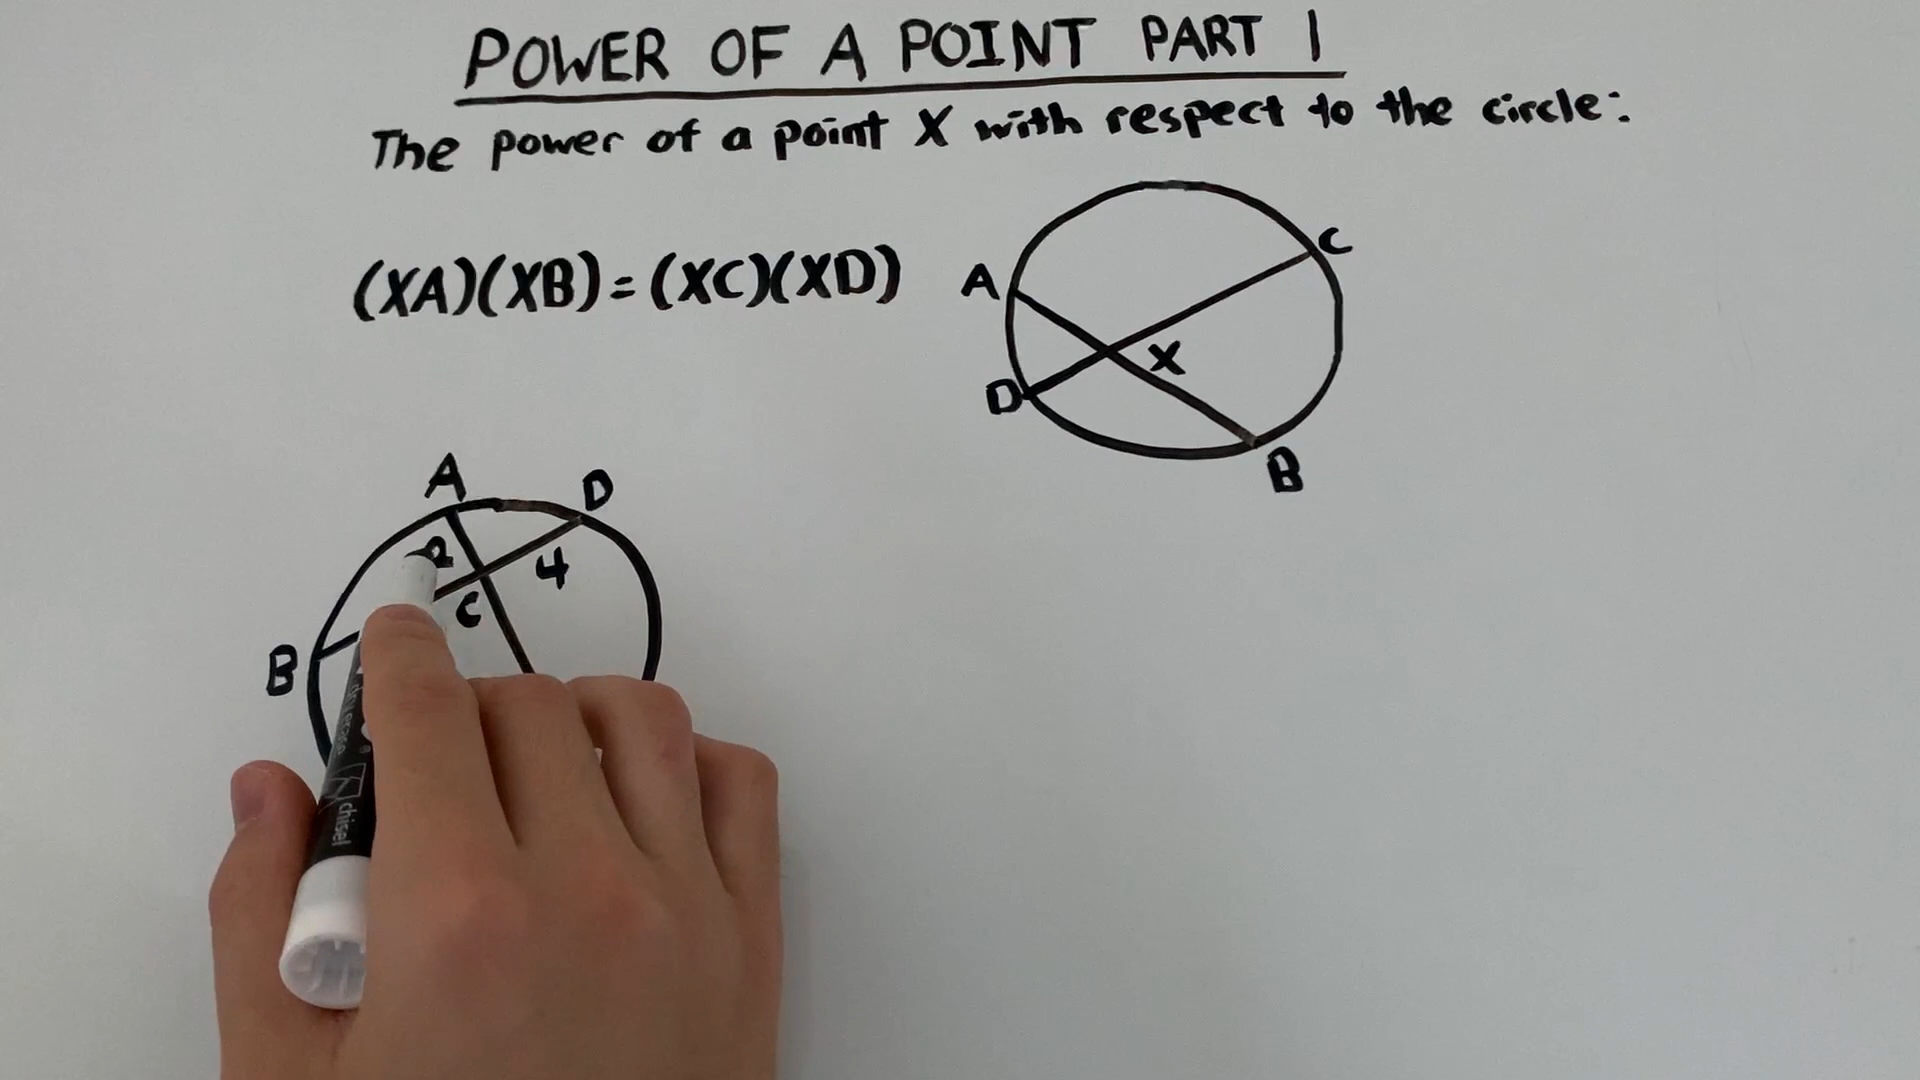 POWER OF A POINT PART 1
The power of a point X with respect to the circle:
(XA)(XB)=(XC)(XD)
C
A
X
D
B
A
D
2
4
C
B
chisel